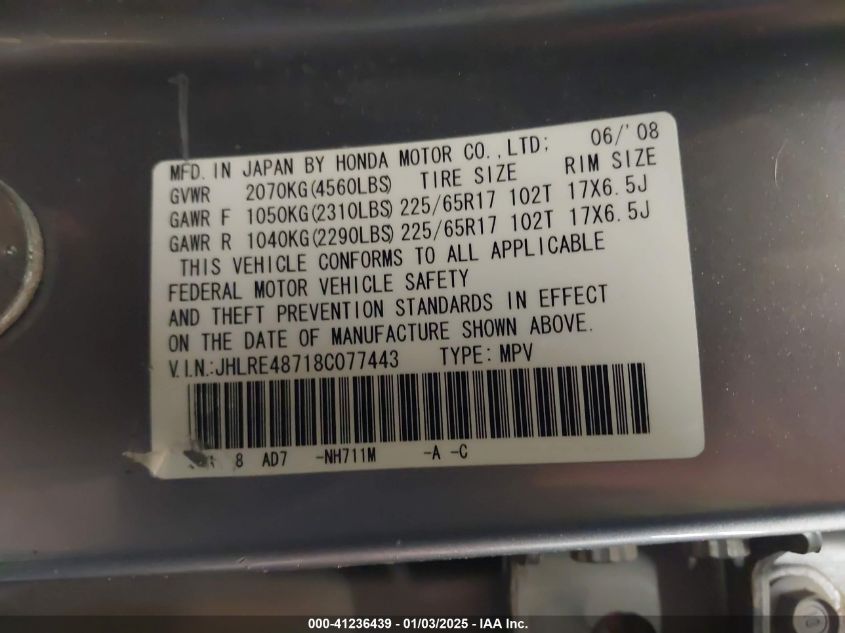 MFD. IN JAPAN BY HONDA MOTOR CO., LTD: 06/'08
GVWR 2070KG(4560LBS) TIRE SIZE RIM SIZE
GAWR F 1050KG(2310LBS) 225/65R17 102T 17X6.5J
GAWR R 1040KG(2290LBS) 225/65R17 102T 17X6.5J
THIS VEHICLE CONFORMS TO ALL APPLICABLE
FEDERAL MOTOR VEHICLE SAFETY
AND THEFT PREVENTION STANDARDS IN EFFECT
ON THE DATE OF MANUFACTURE SHOWN ABOVE.
V.I.N.:JHLRE48718C077443 TYPE: MPV
8 AD7 -NH711M -A -C
000-41236439 - 01/03/2025 - IAA Inc.